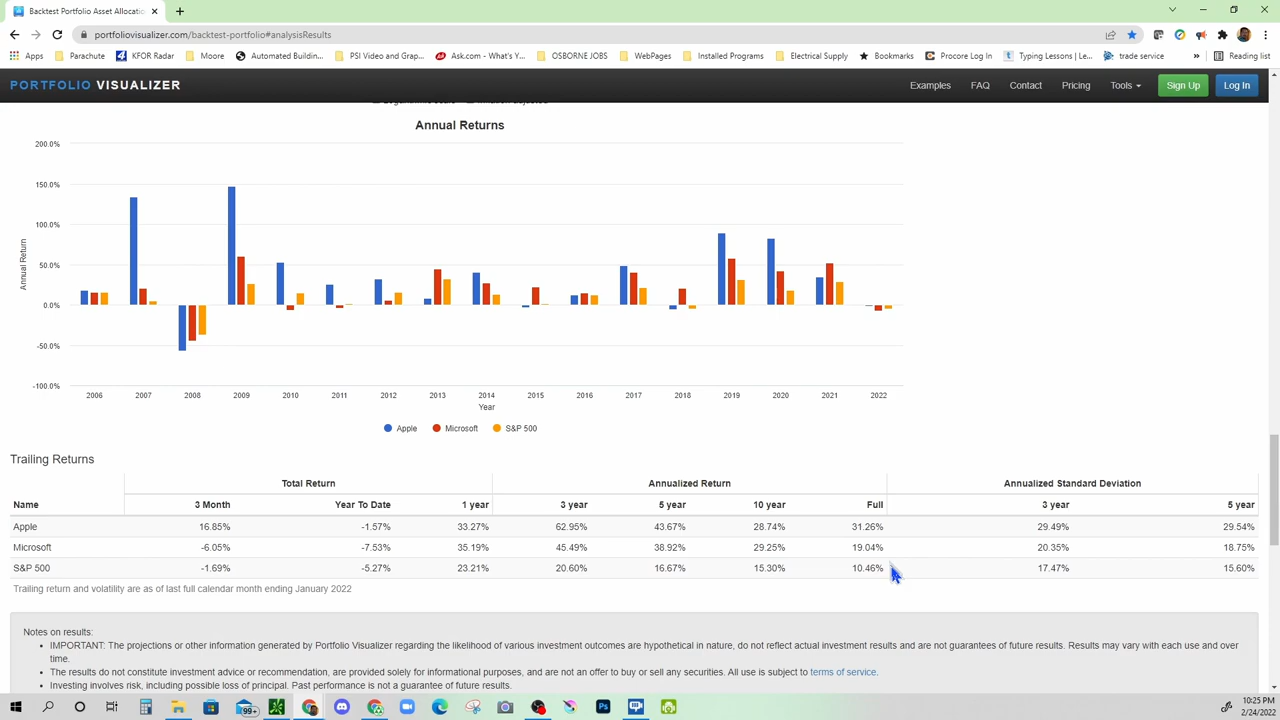 Backtest Portfolio Asset Allocatio
portfoliovisualizer.com/backtest-portfolio#analysisResults
Apps Parachute KFOR Radar Moore Automated Building... PSI Video and Grap... Ask.com - What's Y... OSBORNE JOBS WebPages Installed Programs Electrical Supply Bookmarks Procore Log In Typing Lessons | Le... trade service » Reading list
PORTFOLIO VISUALIZER Examples FAQ Contact Pricing Tools Sign Up Log In
Annual Returns
200.0%
150.0%
100.0%
50.0%
0.0%
-50.0%
-100.0%
Annual Return
2006 2007 2008 2009 2010 2011 2012 2013 2014 2015 2016 2017 2018 2019 2020 2021 2022
Year
Apple Microsoft S&P 500
Trailing Returns
Total Return Annualized Return Annualized Standard Deviation
Name 3 Month Year To Date 1 year 3 year 5 year 10 year Full 3 year 5 year
Apple 16.85% -1.57% 33.27% 62.95% 43.67% 28.74% 31.26% 29.49% 29.54%
Microsoft -6.05% -7.53% 35.19% 45.49% 38.92% 29.25% 19.04% 20.35% 18.75%
S&P 500 -1.69% -5.27% 23.21% 20.60% 16.67% 15.30% 10.46% 17.47% 15.60%
Trailing return and volatility are as of last full calendar month ending January 2022
Notes on results:
• IMPORTANT: The projections or other information generated by Portfolio Visualizer regarding the likelihood of various investment outcomes are hypothetical in nature, do not reflect actual investment results and are not guarantees of future results. Results may vary with each use and over
time.
• The results do not constitute investment advice or recommendation, are provided solely for informational purposes, and are not an offer to buy or sell any securities. All use is subject to terms of service.
• Investing involves risk, including possible loss of principal. Past performance is not a guarantee of future results.
99+
10:25 PM
2/24/2022